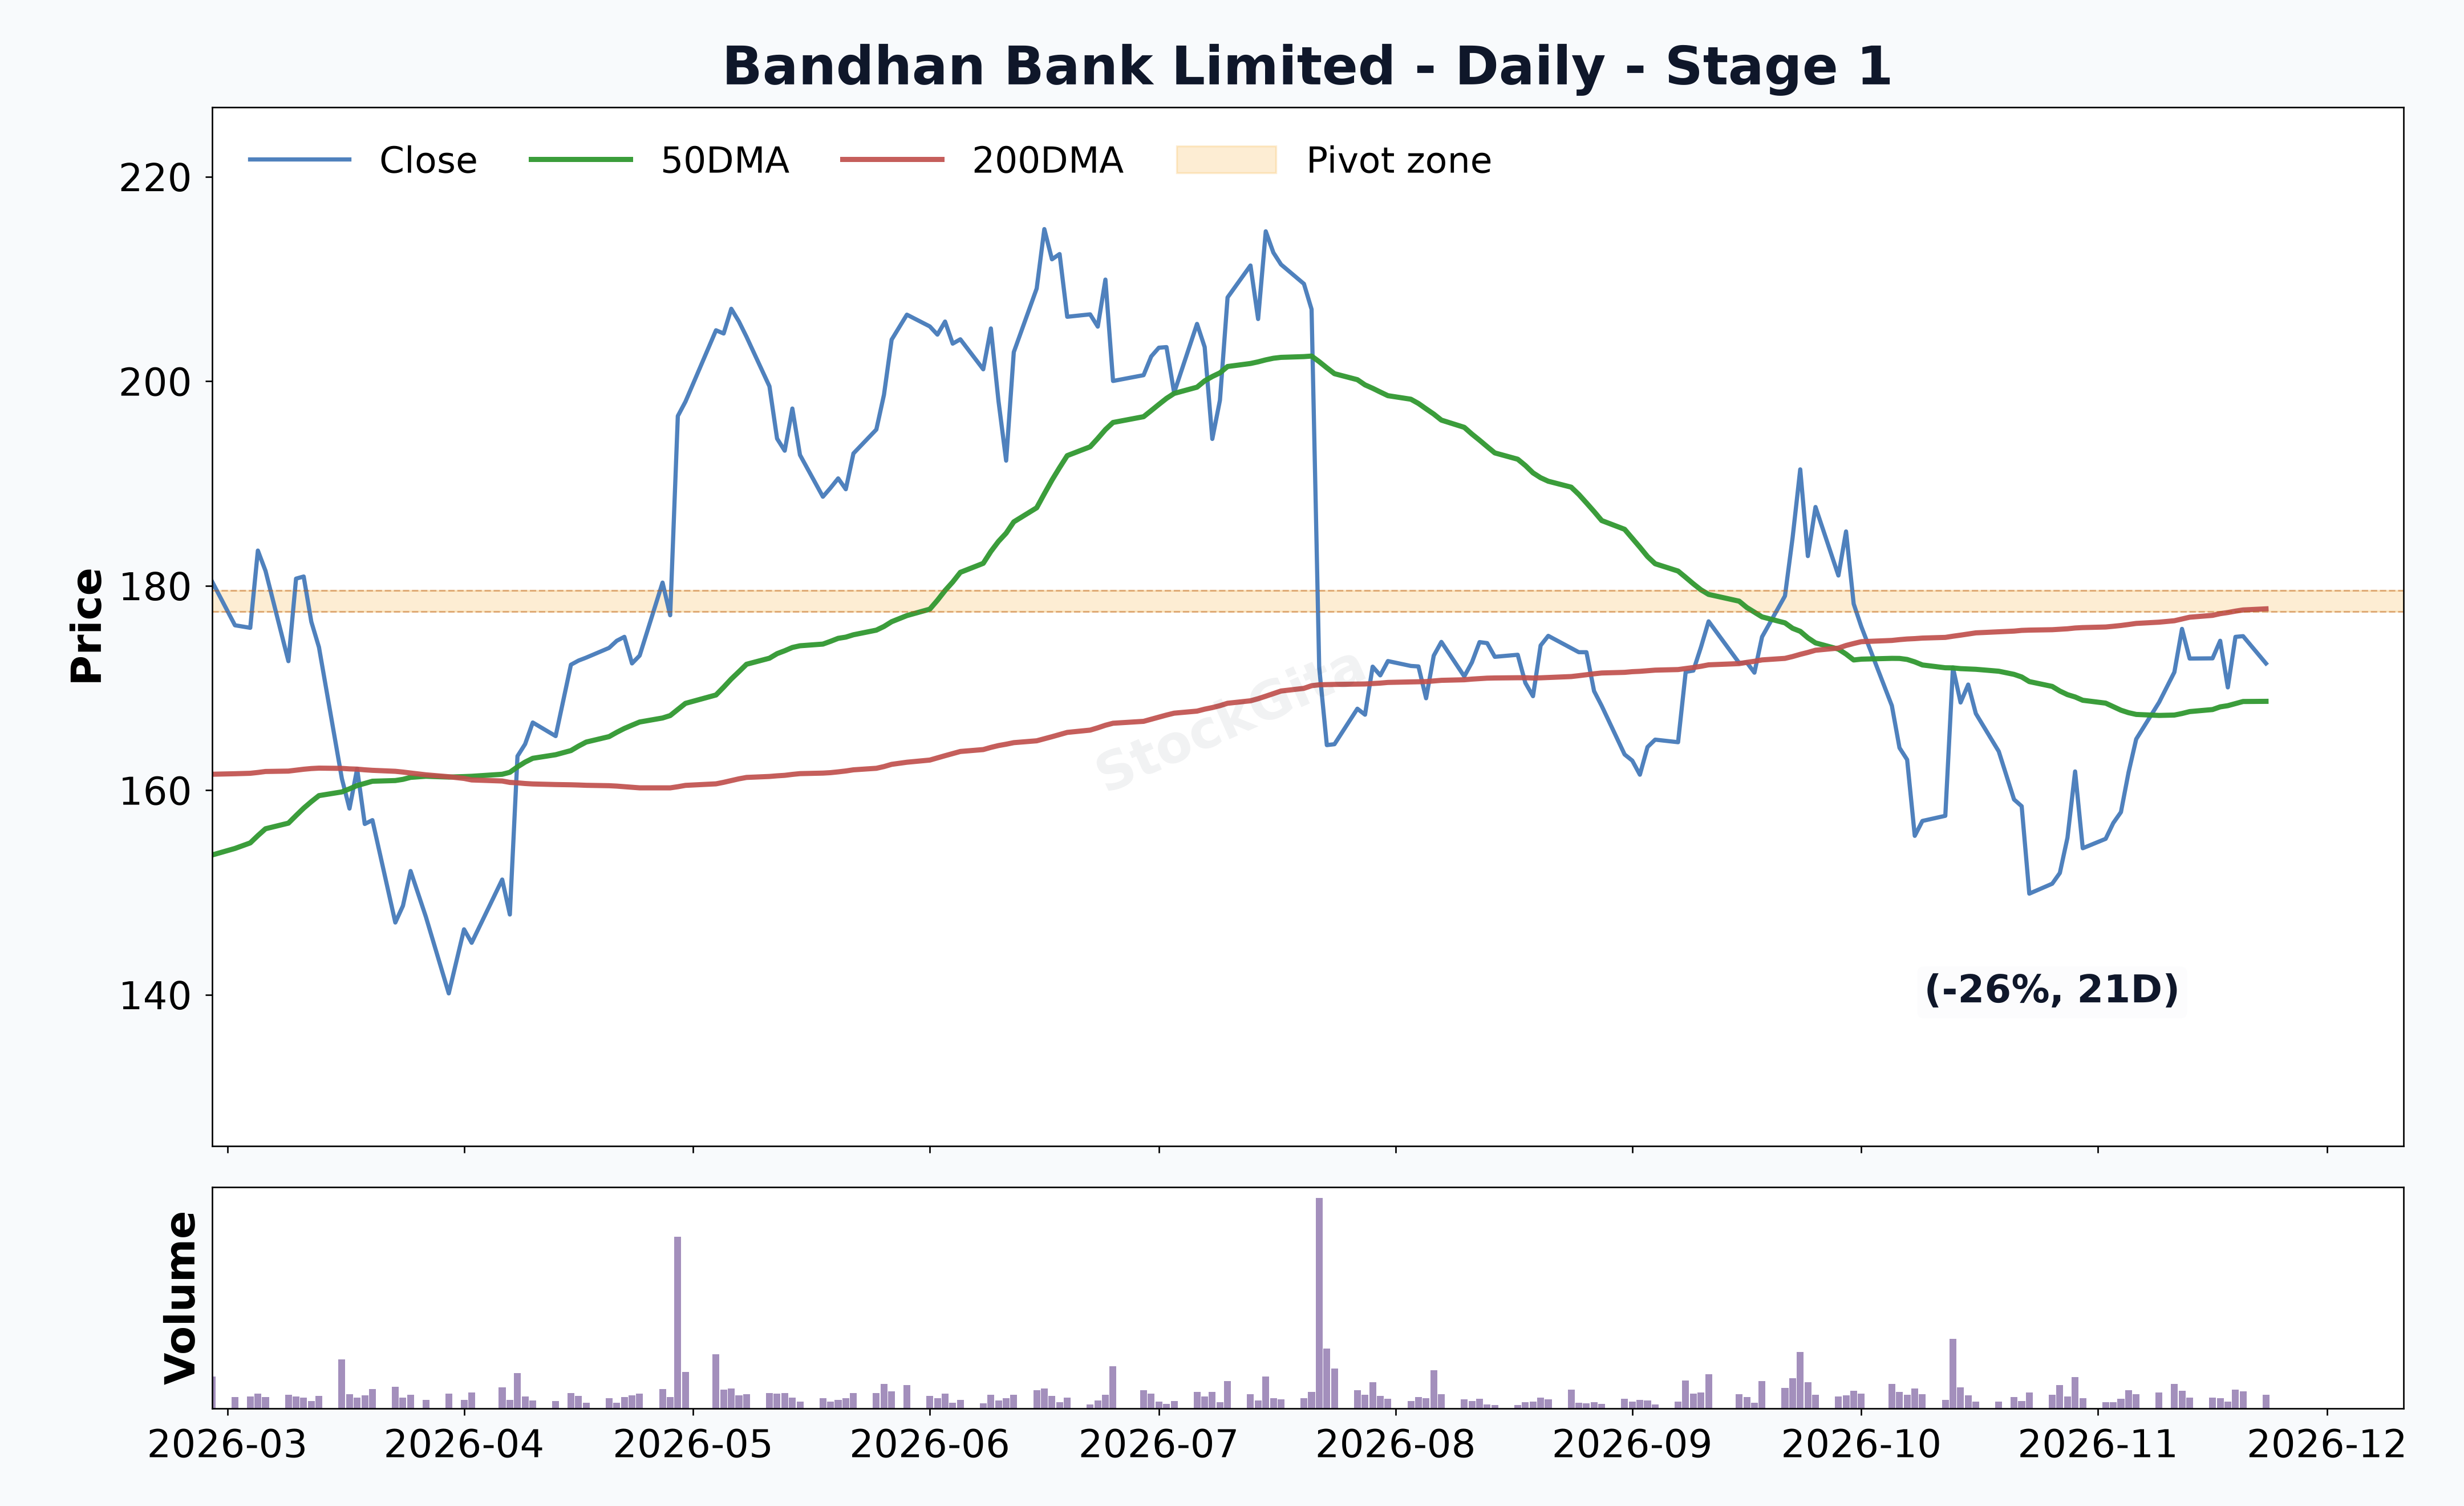 Bandhan Bank Limited - Daily - Stage 1
Close 50DMA 200DMA Pivot zone
220
200
180
160
140
Price
StockGita
(-26%, 21D)
Volume
2026-03 2026-04 2026-05 2026-06 2026-07 2026-08 2026-09 2026-10 2026-11 2026-12